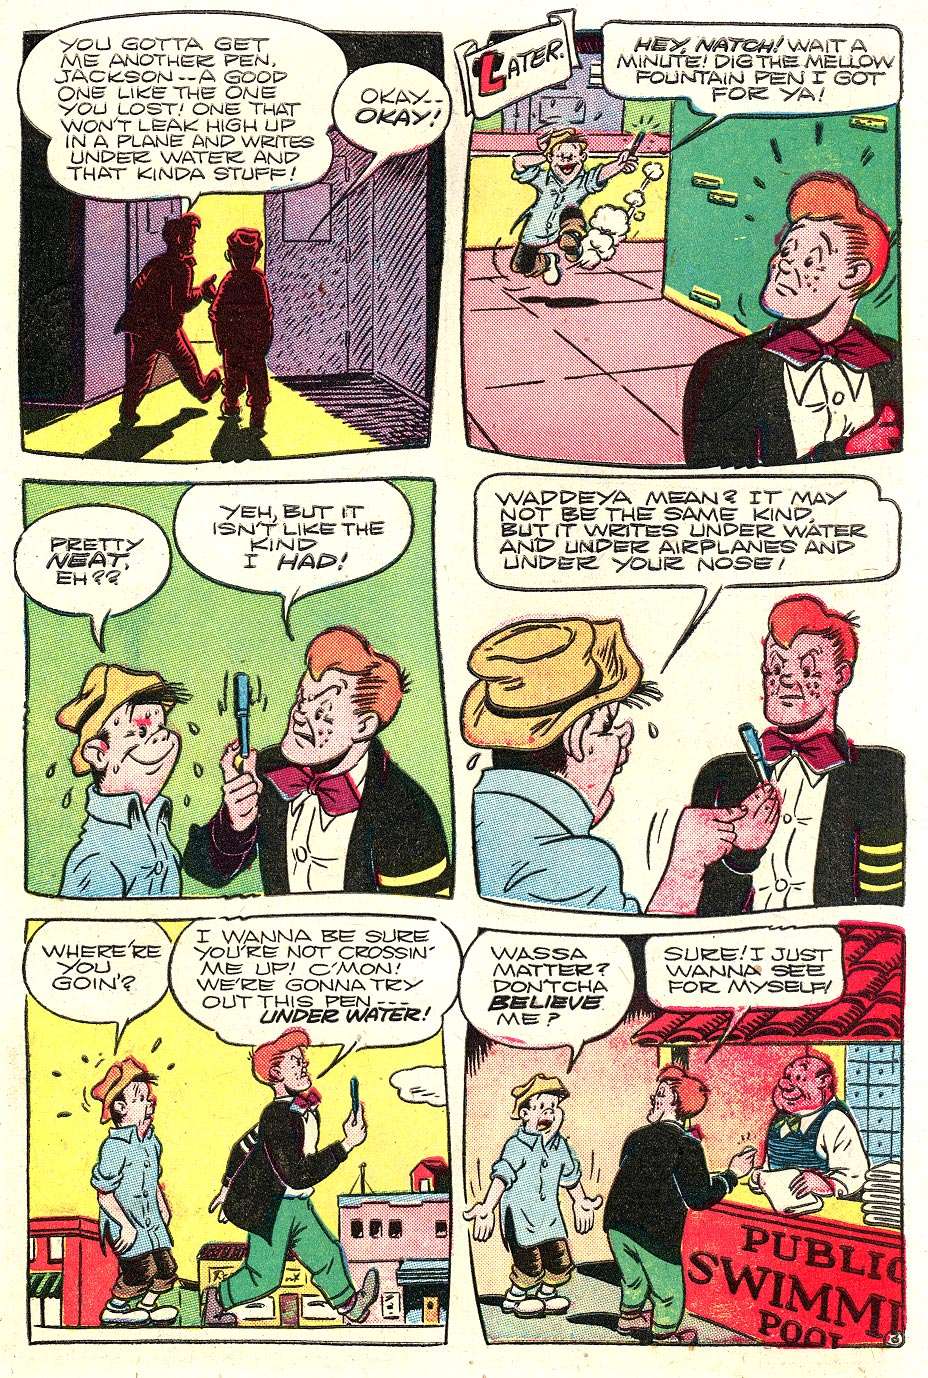 YOU GOTTA GET
ME ANOTHER PEN,
JACKSON--A GOOD
ONE LIKE THE ONE
YOU LOST! ONE THAT
WON'T LEAK HIGH UP
IN A PLANE AND WRITES
UNDER WATER AND
THAT KINDA STUFF!
OKAY--
OKAY!
LATER.
HEY, NATCH! WAIT A
MINUTE! DIG THE MELLOW
FOUNTAIN PEN I GOT
FOR YA!
PRETTY
NEAT,
EH??
YEH, BUT IT
ISN'T LIKE THE
KIND
I HAD!
WADDEYA MEAN? IT MAY
NOT BE THE SAME KIND,
BUT IT WRITES UNDER WATER
AND UNDER AIRPLANES AND
UNDER YOUR NOSE!
WHERE'RE
YOU
GOIN'?
I WANNA BE SURE
YOU'RE NOT CROSSIN'
ME UP! C'MON!
WE'RE GONNA TRY
OUT THIS PEN---
UNDER WATER!
WASSA
MATTER?
DON'TCHA
BELIEVE
ME?
SURE! I JUST
WANNA SEE
FOR MYSELF!
PUBLIC
SWIMMI
POOL
3